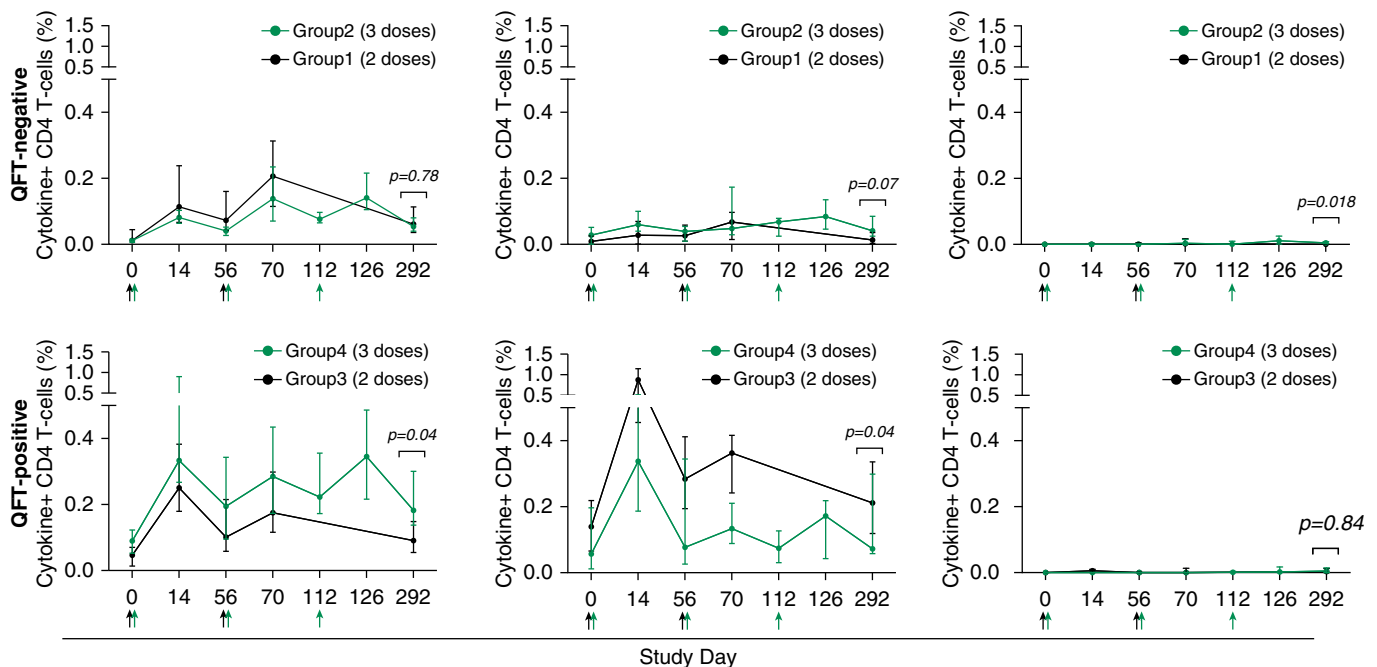 QFT-negative
Cytokine+ CD4 T-cells (%)
1.5
1.0
0.5
0.4
0.2
0.0
Group2 (3 doses)
Group1 (2 doses)
p=0.78
0 14 56 70 112 126 292
Cytokine+ CD4 T-cells (%)
1.5
1.0
0.5
0.4
0.2
0.0
Group2 (3 doses)
Group1 (2 doses)
p=0.07
0 14 56 70 112 126 292
Cytokine+ CD4 T-cells (%)
1.5
1.0
0.5
0.4
0.2
0.0
Group2 (3 doses)
Group1 (2 doses)
p=0.018
0 14 56 70 112 126 292
QFT-positive
Cytokine+ CD4 T-cells (%)
1.5
1.0
0.5
0.4
0.2
0.0
Group4 (3 doses)
Group3 (2 doses)
p=0.04
0 14 56 70 112 126 292
Cytokine+ CD4 T-cells (%)
1.5
1.0
0.5
0.4
0.2
0.0
Group4 (3 doses)
Group3 (2 doses)
p=0.04
0 14 56 70 112 126 292
Cytokine+ CD4 T-cells (%)
1.5
1.0
0.5
0.4
0.2
0.0
Group4 (3 doses)
Group3 (2 doses)
p=0.84
0 14 56 70 112 126 292
Study Day